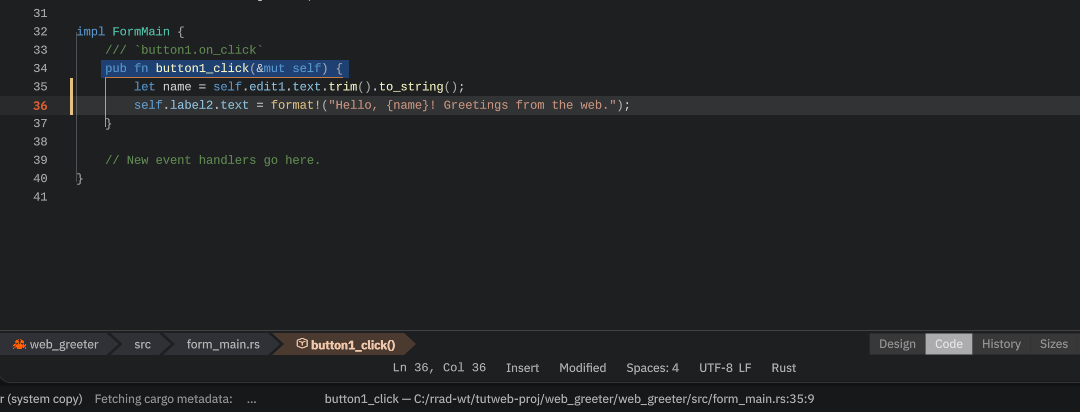 31
32 impl FormMain {
33 /// `button1.on_click`
34 pub fn button1_click(&mut self) {
35 let name = self.edit1.text.trim().to_string();
36 self.label2.text = format!("Hello, {name}! Greetings from the web.");
37 }
38
39 // New event handlers go here.
40 }
41
web_greeter src form_main.rs button1_click() Design Code History Sizes
Ln 36, Col 36 Insert Modified Spaces: 4 UTF-8 LF Rust
r (system copy) Fetching cargo metadata: ... button1_click — C:/rrad-wt/tutweb-proj/web_greeter/web_greeter/src/form_main.rs:35:9